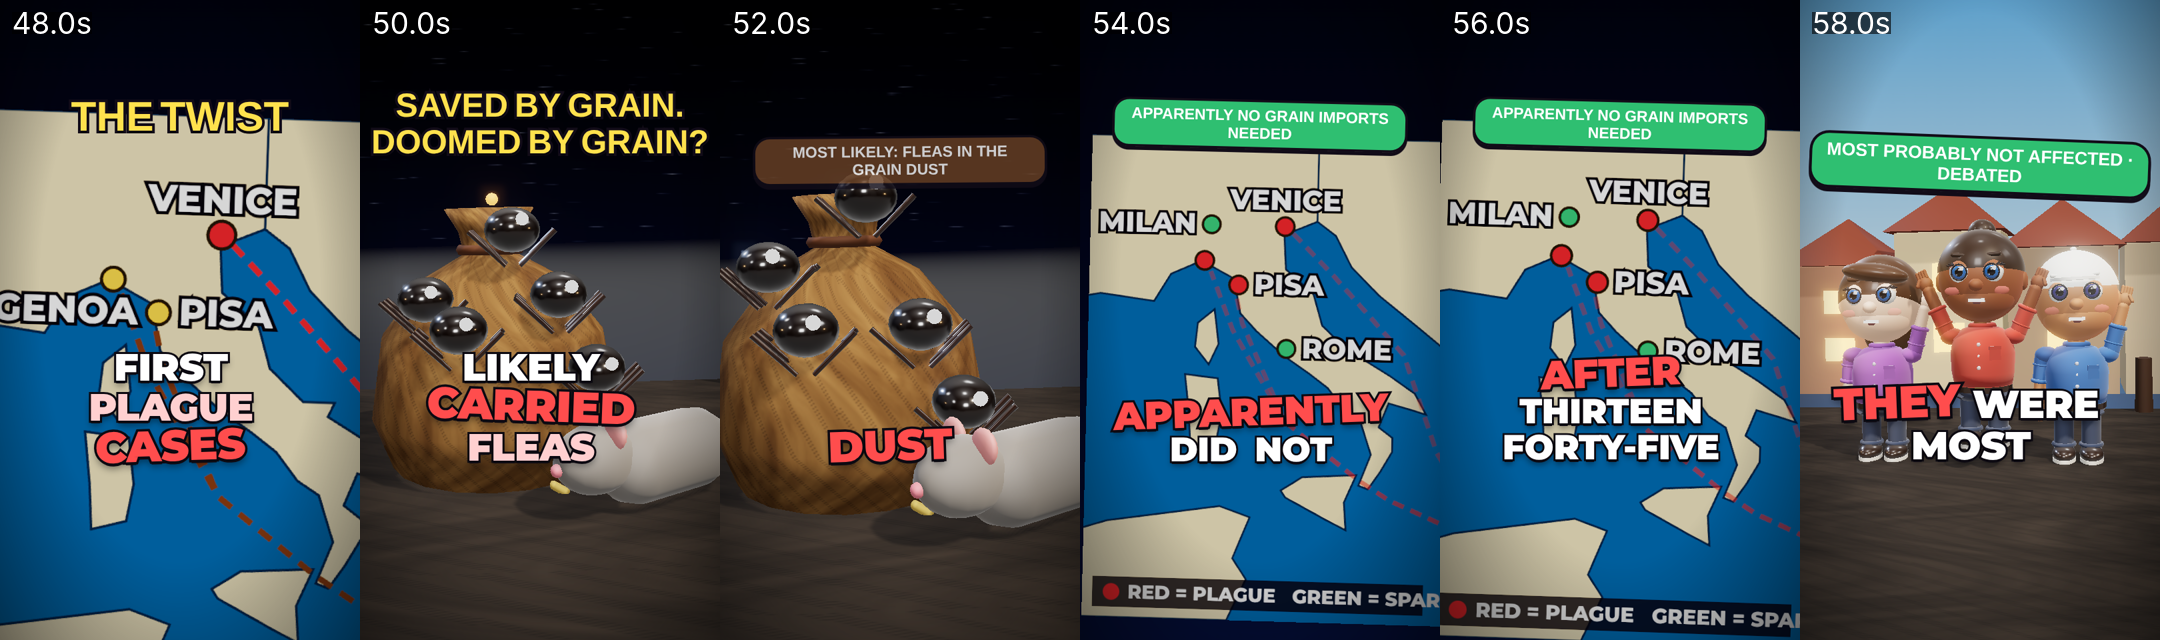 48.0s
THE TWIST
VENICE
GENOA
PISA
FIRST
PLAGUE
CASES
50.0s
SAVED BY GRAIN.
DOOMED BY GRAIN?
LIKELY
CARRIED
FLEAS
52.0s
MOST LIKELY: FLEAS IN THE
GRAIN DUST
DUST
54.0s
APPARENTLY NO GRAIN IMPORTS
NEEDED
VENICE
MILAN
PISA
ROME
APPARENTLY
DID NOT
RED = PLAGUE GREEN = SPAR
56.0s
APPARENTLY NO GRAIN IMPORTS
NEEDED
VENICE
MILAN
PISA
ROME
AFTER
THIRTEEN
FORTY-FIVE
RED = PLAGUE GREEN = SPA
58.0s
MOST PROBABLY NOT AFFECTED ·
DEBATED
THEY WERE
MOST